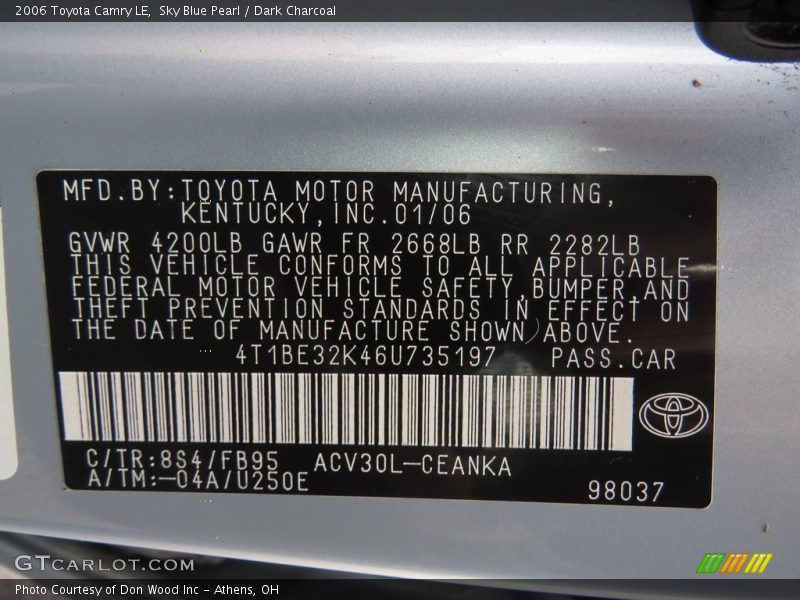 2006 Toyota Camry LE, Sky Blue Pearl / Dark Charcoal
MFD.BY:TOYOTA MOTOR MANUFACTURING,
KENTUCKY,INC.01/06
GVWR 4200LB GAWR FR 2668LB RR 2282LB
THIS VEHICLE CONFORMS TO ALL APPLICABLE
FEDERAL MOTOR VEHICLE SAFETY,BUMPER,AND
THEFT PREVENTION STANDARDS IN EFFECT ON
THE DATE OF MANUFACTURE SHOWN ABOVE.
4T1BE32K46U735197 PASS.CAR
C/TR:8S4/FB95 ACV30L-CEANKA
A/TM:-04A/U250E
98037
GTCARLOT.COM
Photo Courtesy of Don Wood Inc - Athens, OH